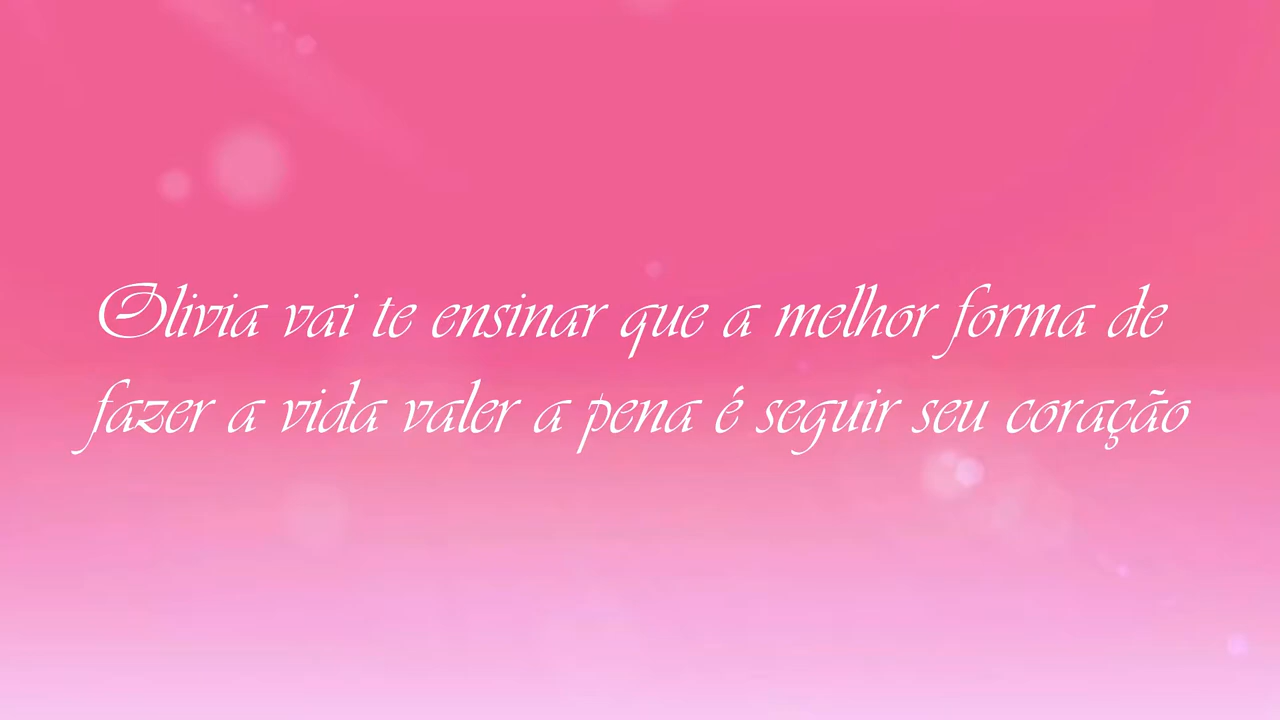 Olivia vai te ensinar que a melhor forma de
fazer a vida valer a pena é seguir seu coração